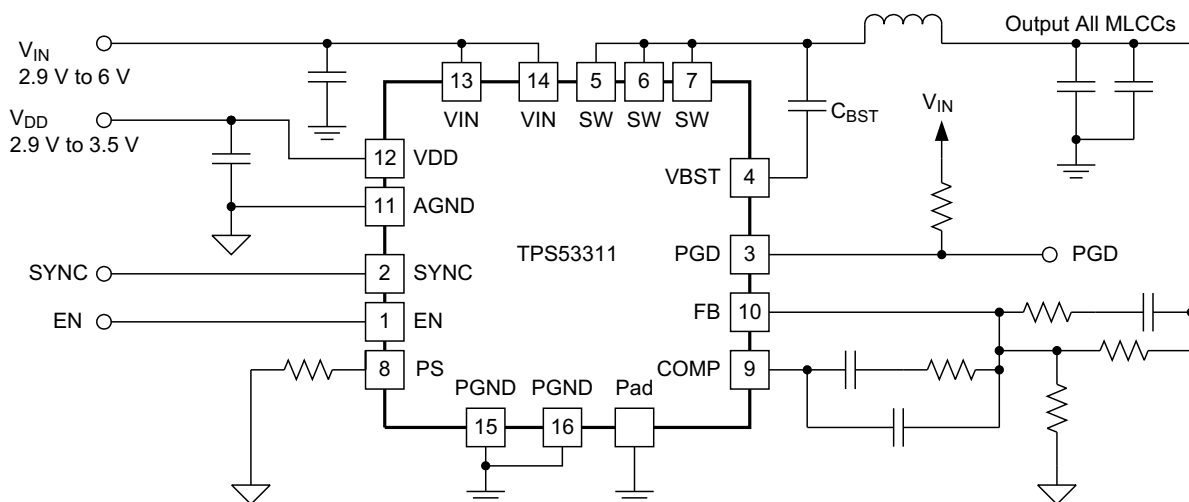 Output All MLCCs
V_IN
2.9 V to 6 V
13
14
5
6
7
VIN
VIN
SW
SW
SW
C_BST
V_IN
V_DD
2.9 V to 3.5 V
12
VDD
VBST
4
11
AGND
TPS53311
SYNC
2
SYNC
PGD
3
PGD
EN
1
EN
FB
10
8
PS
COMP
9
PGND
PGND
Pad
15
16